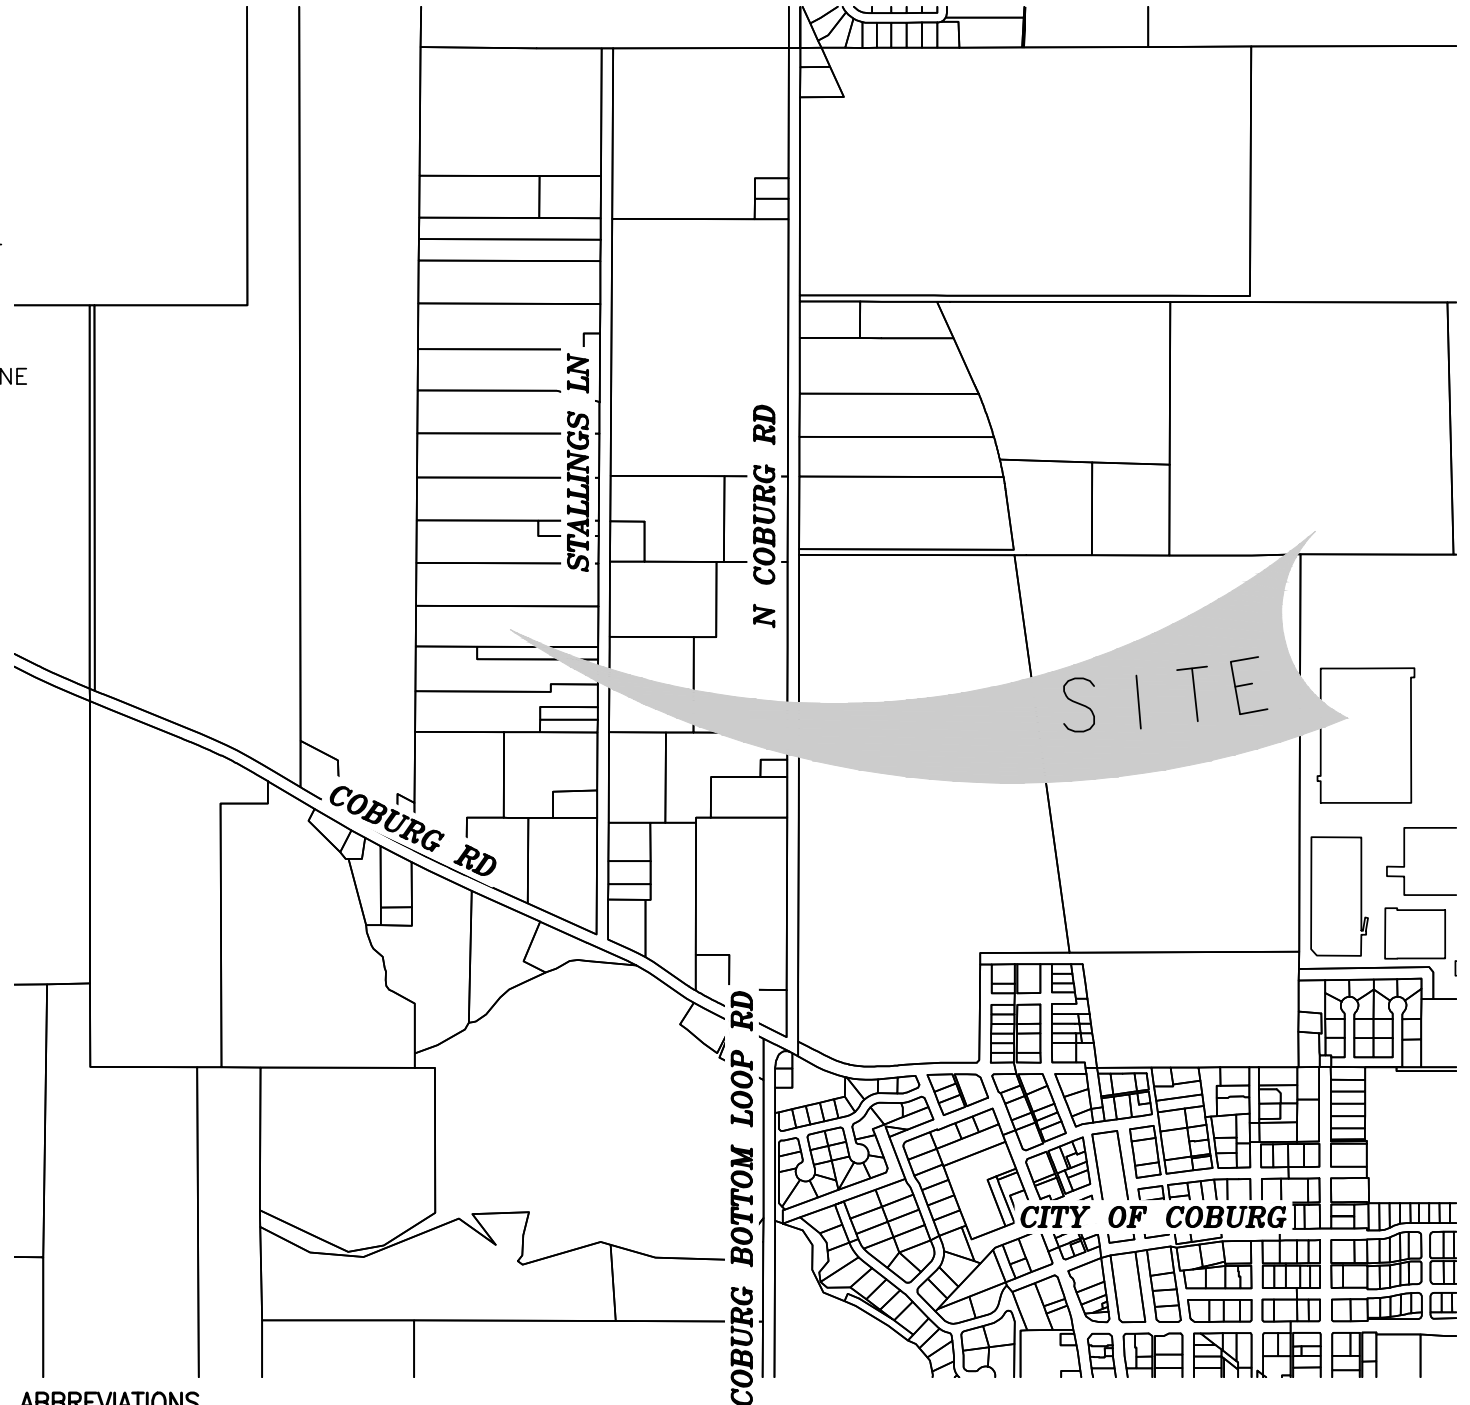 NE
STALLINGS LN
N COBURG RD
SITE
COBURG RD
COBURG BOTTOM LOOP RD
CITY OF COBURG
ABBREVIATIONS